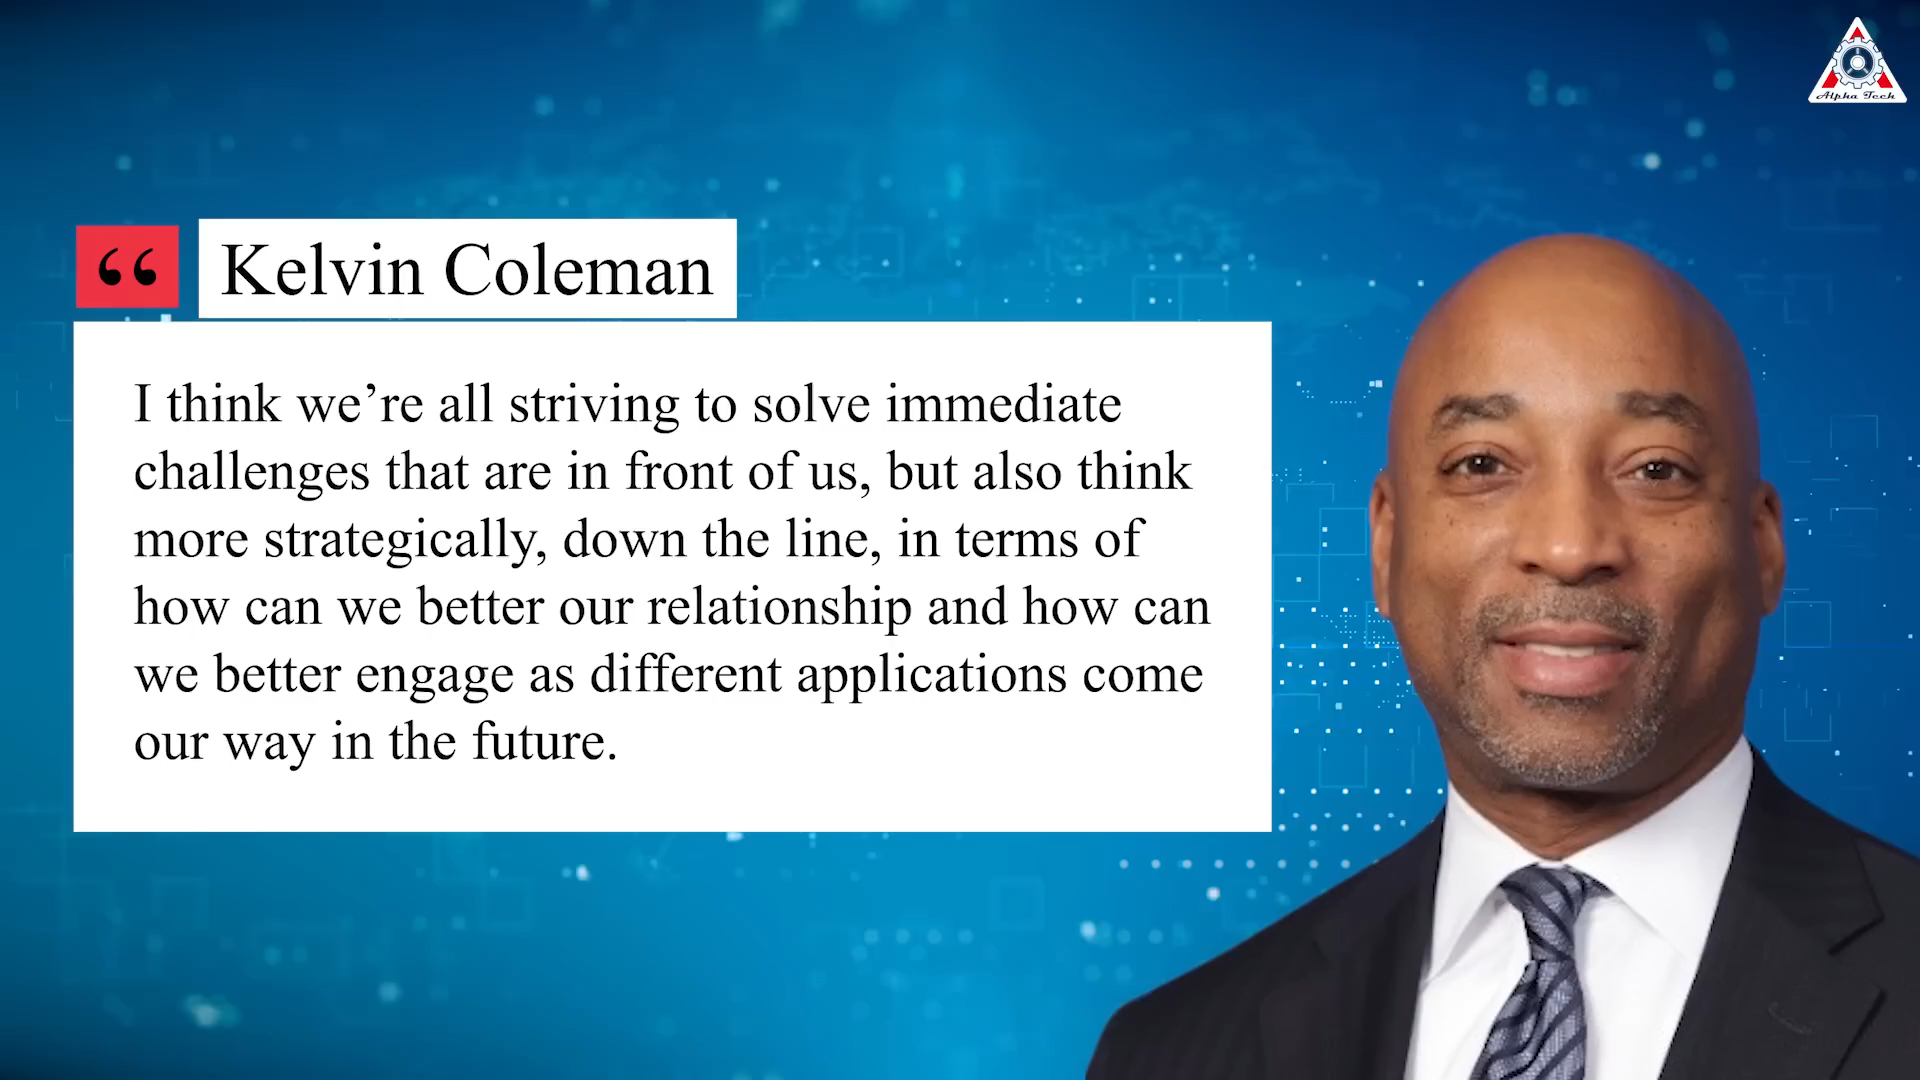 Alpha Tech
“ Kelvin Coleman
I think we’re all striving to solve immediate
challenges that are in front of us, but also think
more strategically, down the line, in terms of
how can we better our relationship and how can
we better engage as different applications come
our way in the future.